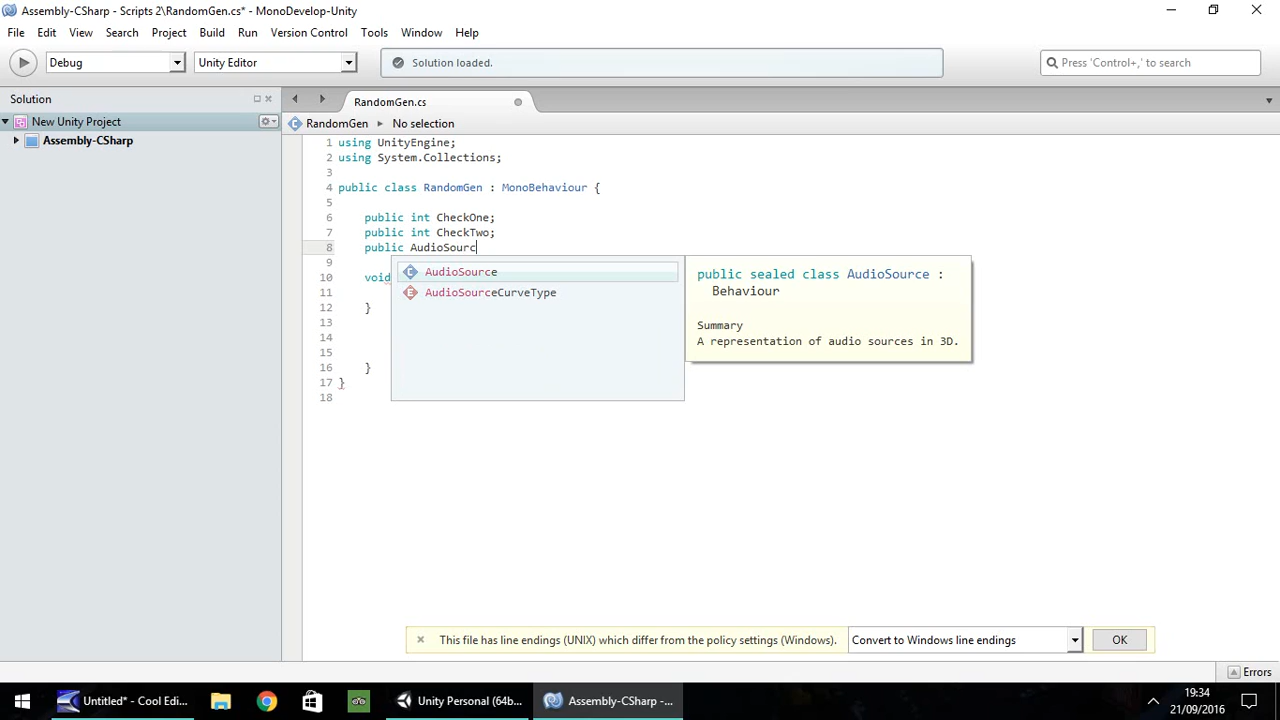 Assembly-CSharp - Scripts 2\RandomGen.cs* - MonoDevelop-Unity
File Edit View Search Project Build Run Version Control Tools Window Help
Debug Unity Editor Solution loaded. Press 'Control+,' to search
Solution RandomGen.cs
New Unity Project RandomGen No selection
Assembly-CSharp
1 using UnityEngine;
2 using System.Collections;
3
4 public class RandomGen : MonoBehaviour {
5
6 public int CheckOne;
7 public int CheckTwo;
8 public AudioSourc
9
10 void
11
12 }
13
14
15
16 }
17 }
18
AudioSource
AudioSourceCurveType
public sealed class AudioSource :
Behaviour
Summary
A representation of audio sources in 3D.
This file has line endings (UNIX) which differ from the policy settings (Windows). Convert to Windows line endings OK
Errors
Untitled* - Cool Edi... Unity Personal (64b... Assembly-CSharp -... 19:34
21/09/2016